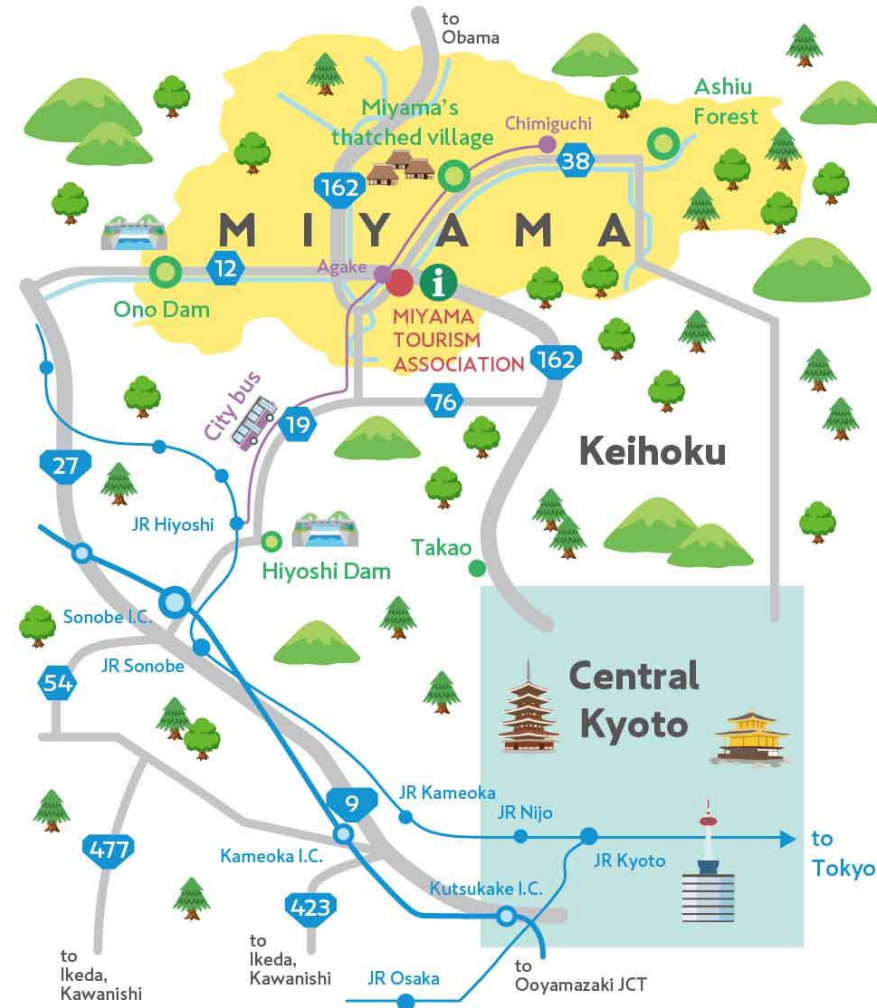 to
Obama
Miyama's
thatched village
Ashiu
Forest
Chimiguchi
38
162
MIYAMA
12
Agake
i
Ono Dam
MIYAMA
TOURISM
ASSOCIATION
162
City bus
19
76
Keihoku
27
JR Hiyoshi
Hiyoshi Dam
Takao
Sonobe I.C.
JR Sonobe
54
Central
Kyoto
9
JR Kameoka
JR Nijo
JR Kyoto
to
Tokyo
477
Kameoka I.C.
423
Kutsukake I.C.
to
Ikeda,
Kawanishi
to
Ikeda,
Kawanishi
JR Osaka
to
Ooyamazaki JCT